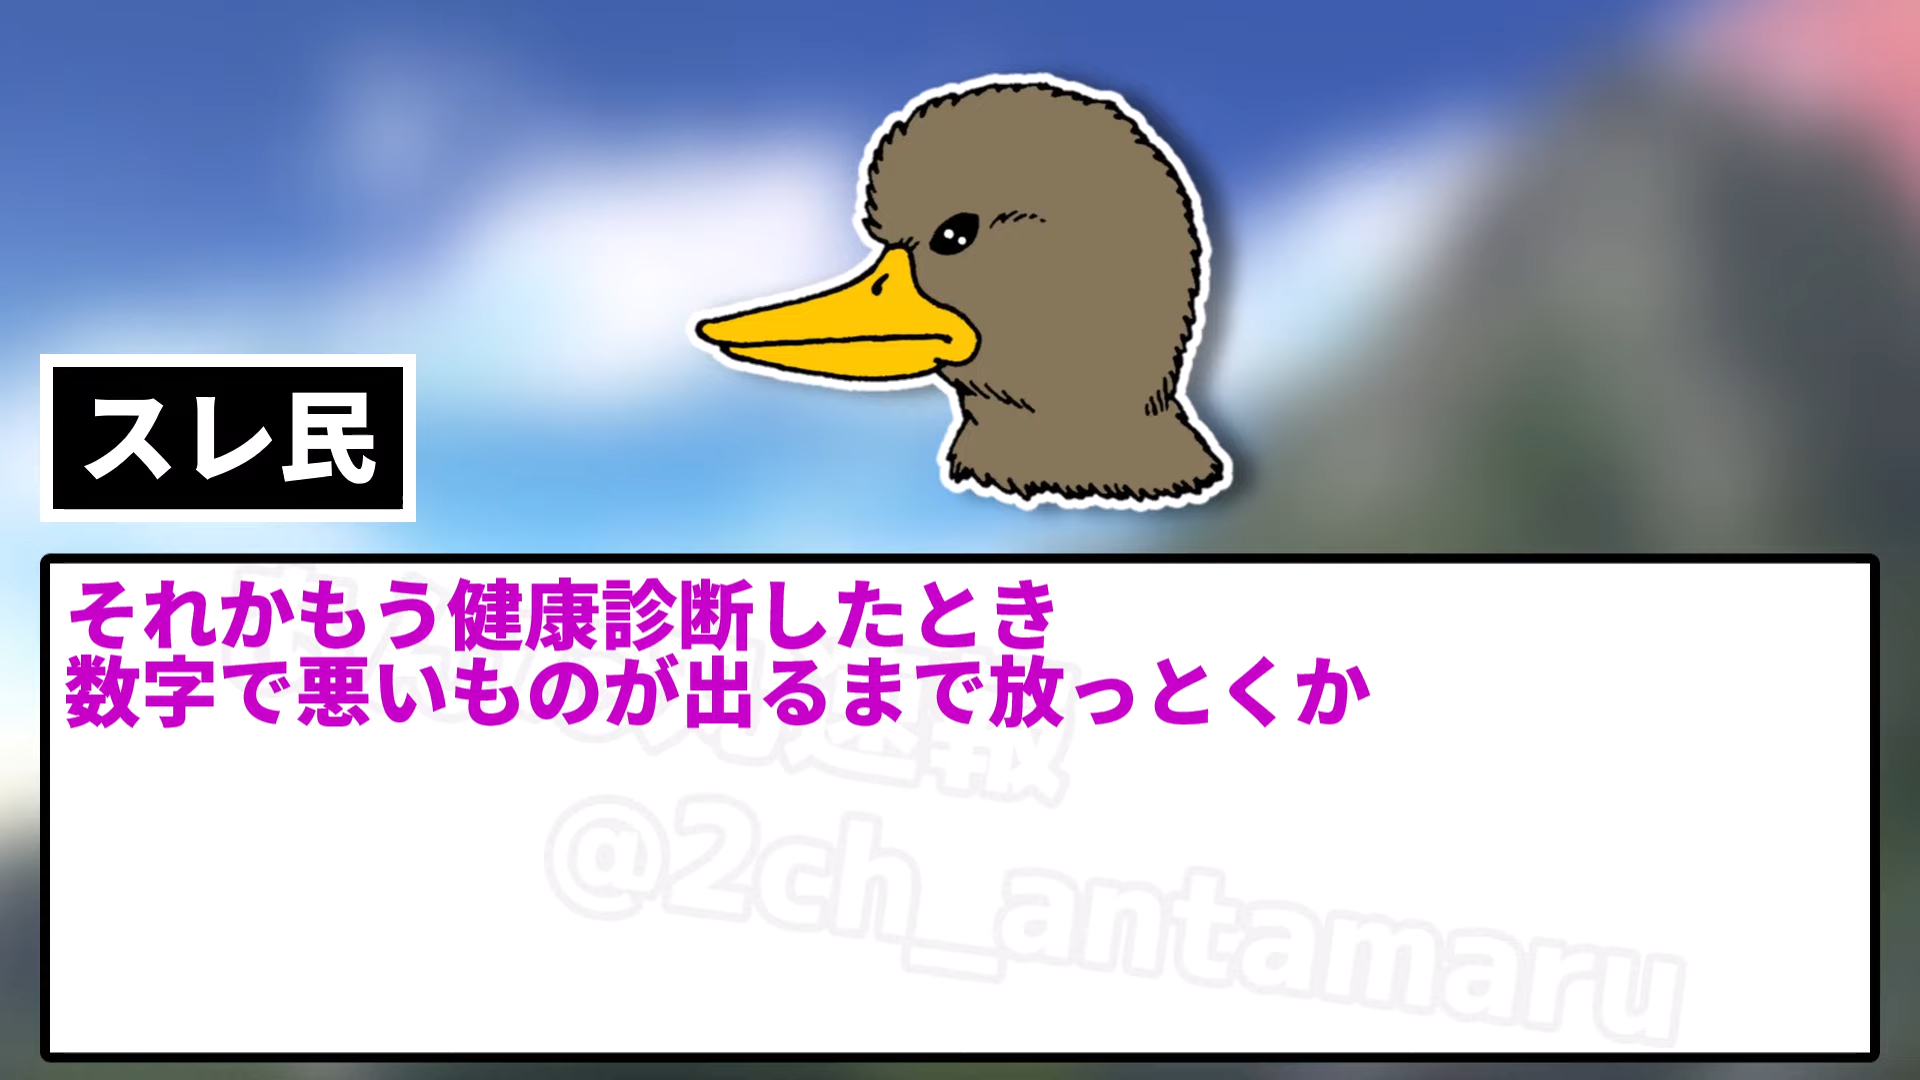 スレ民
それかもう健康診断したとき
数字で悪いものが出るまで放っとくか
@2ch_antamaru